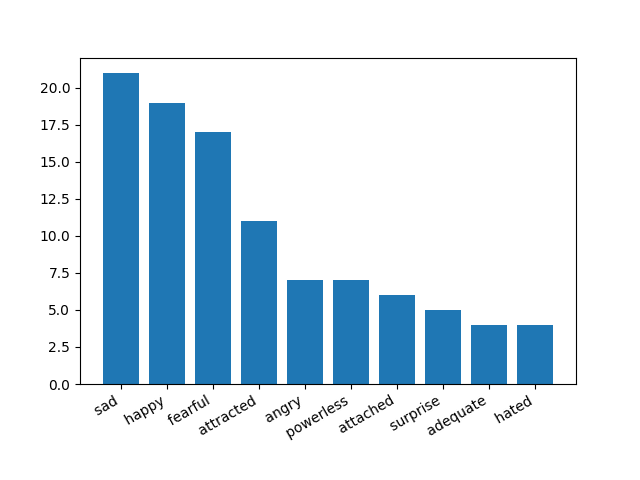 20.0
17.5
15.0
12.5
10.0
7.5
5.0
2.5
0.0
sad
happy
fearful
attracted
angry
powerless
attached
surprise
adequate
hated